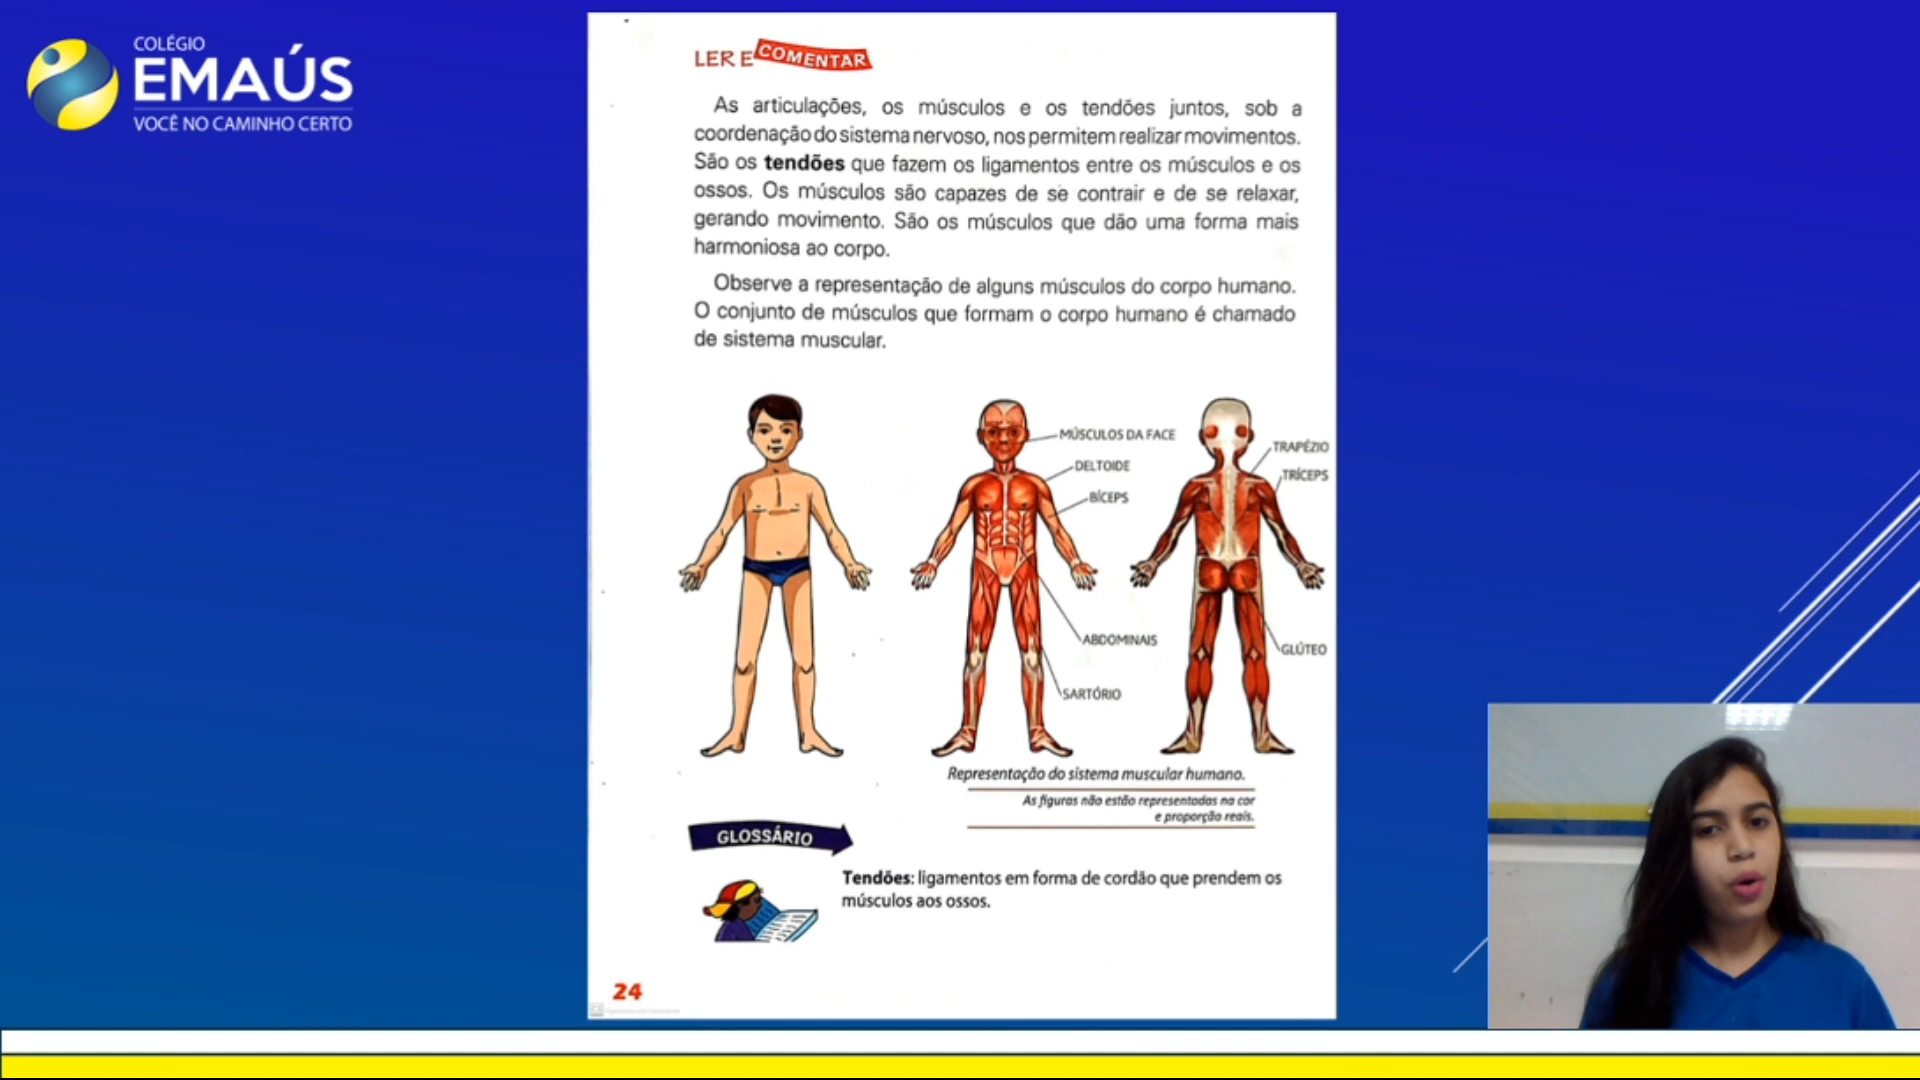 COLÉGIO
EMAÚS
VOCÊ NO CAMINHO CERTO
LER E COMENTAR
As articulações, os músculos e os tendões juntos, sob a
coordenação do sistema nervoso, nos permitem realizar movimentos.
São os tendões que fazem os ligamentos entre os músculos e os
ossos. Os músculos são capazes de se contrair e de se relaxar,
gerando movimento. São os músculos que dão uma forma mais
harmoniosa ao corpo.
Observe a representação de alguns músculos do corpo humano.
O conjunto de músculos que formam o corpo humano é chamado
de sistema muscular.
MÚSCULOS DA FACE
DELTOIDE
BÍCEPS
ABDOMINAIS
SARTÓRIO
TRAPÉZIO
TRÍCEPS
GLÚTEO
Representação do sistema muscular humano.
As figuras não estão representadas na cor
e proporção reais.
GLOSSÁRIO
Tendões: ligamentos em forma de cordão que prendem os
músculos aos ossos.
24